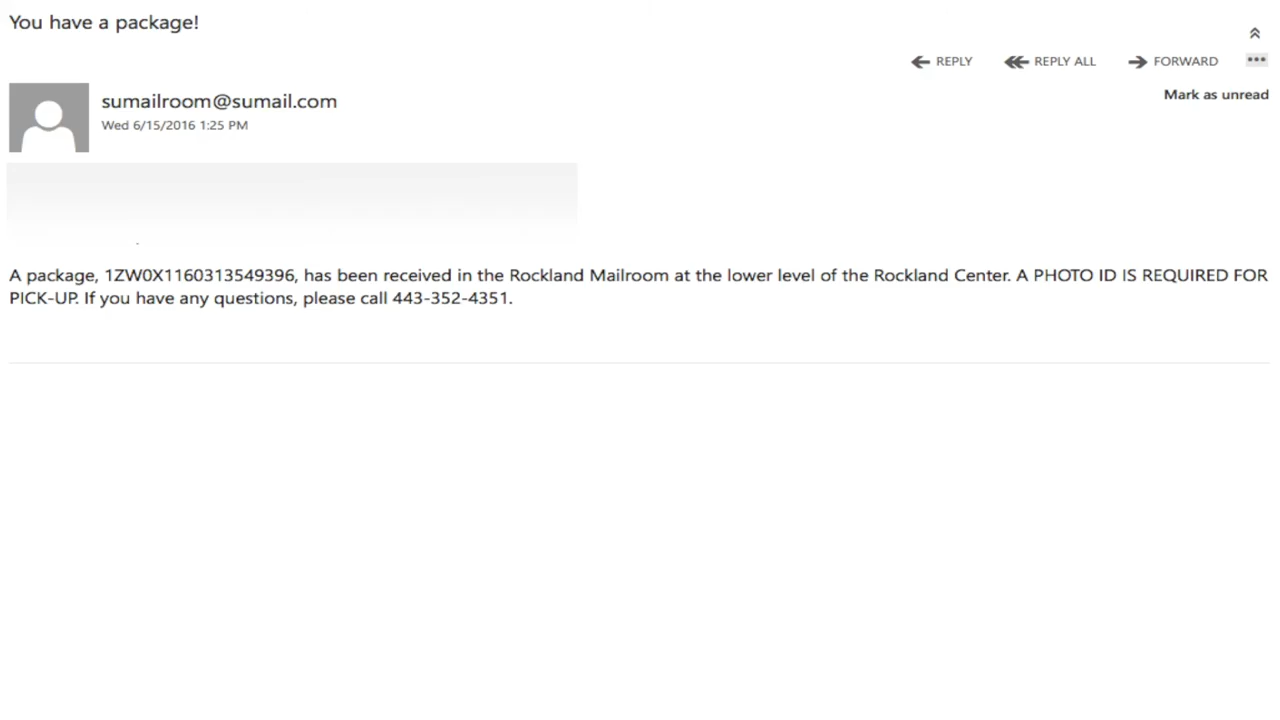 You have a package!
REPLY REPLY ALL FORWARD
sumailroom@sumail.com
Mark as unread
Wed 6/15/2016 1:25 PM
A package, 1ZW0X1160313549396, has been received in the Rockland Mailroom at the lower level of the Rockland Center. A PHOTO ID IS REQUIRED FOR
PICK-UP. If you have any questions, please call 443-352-4351.